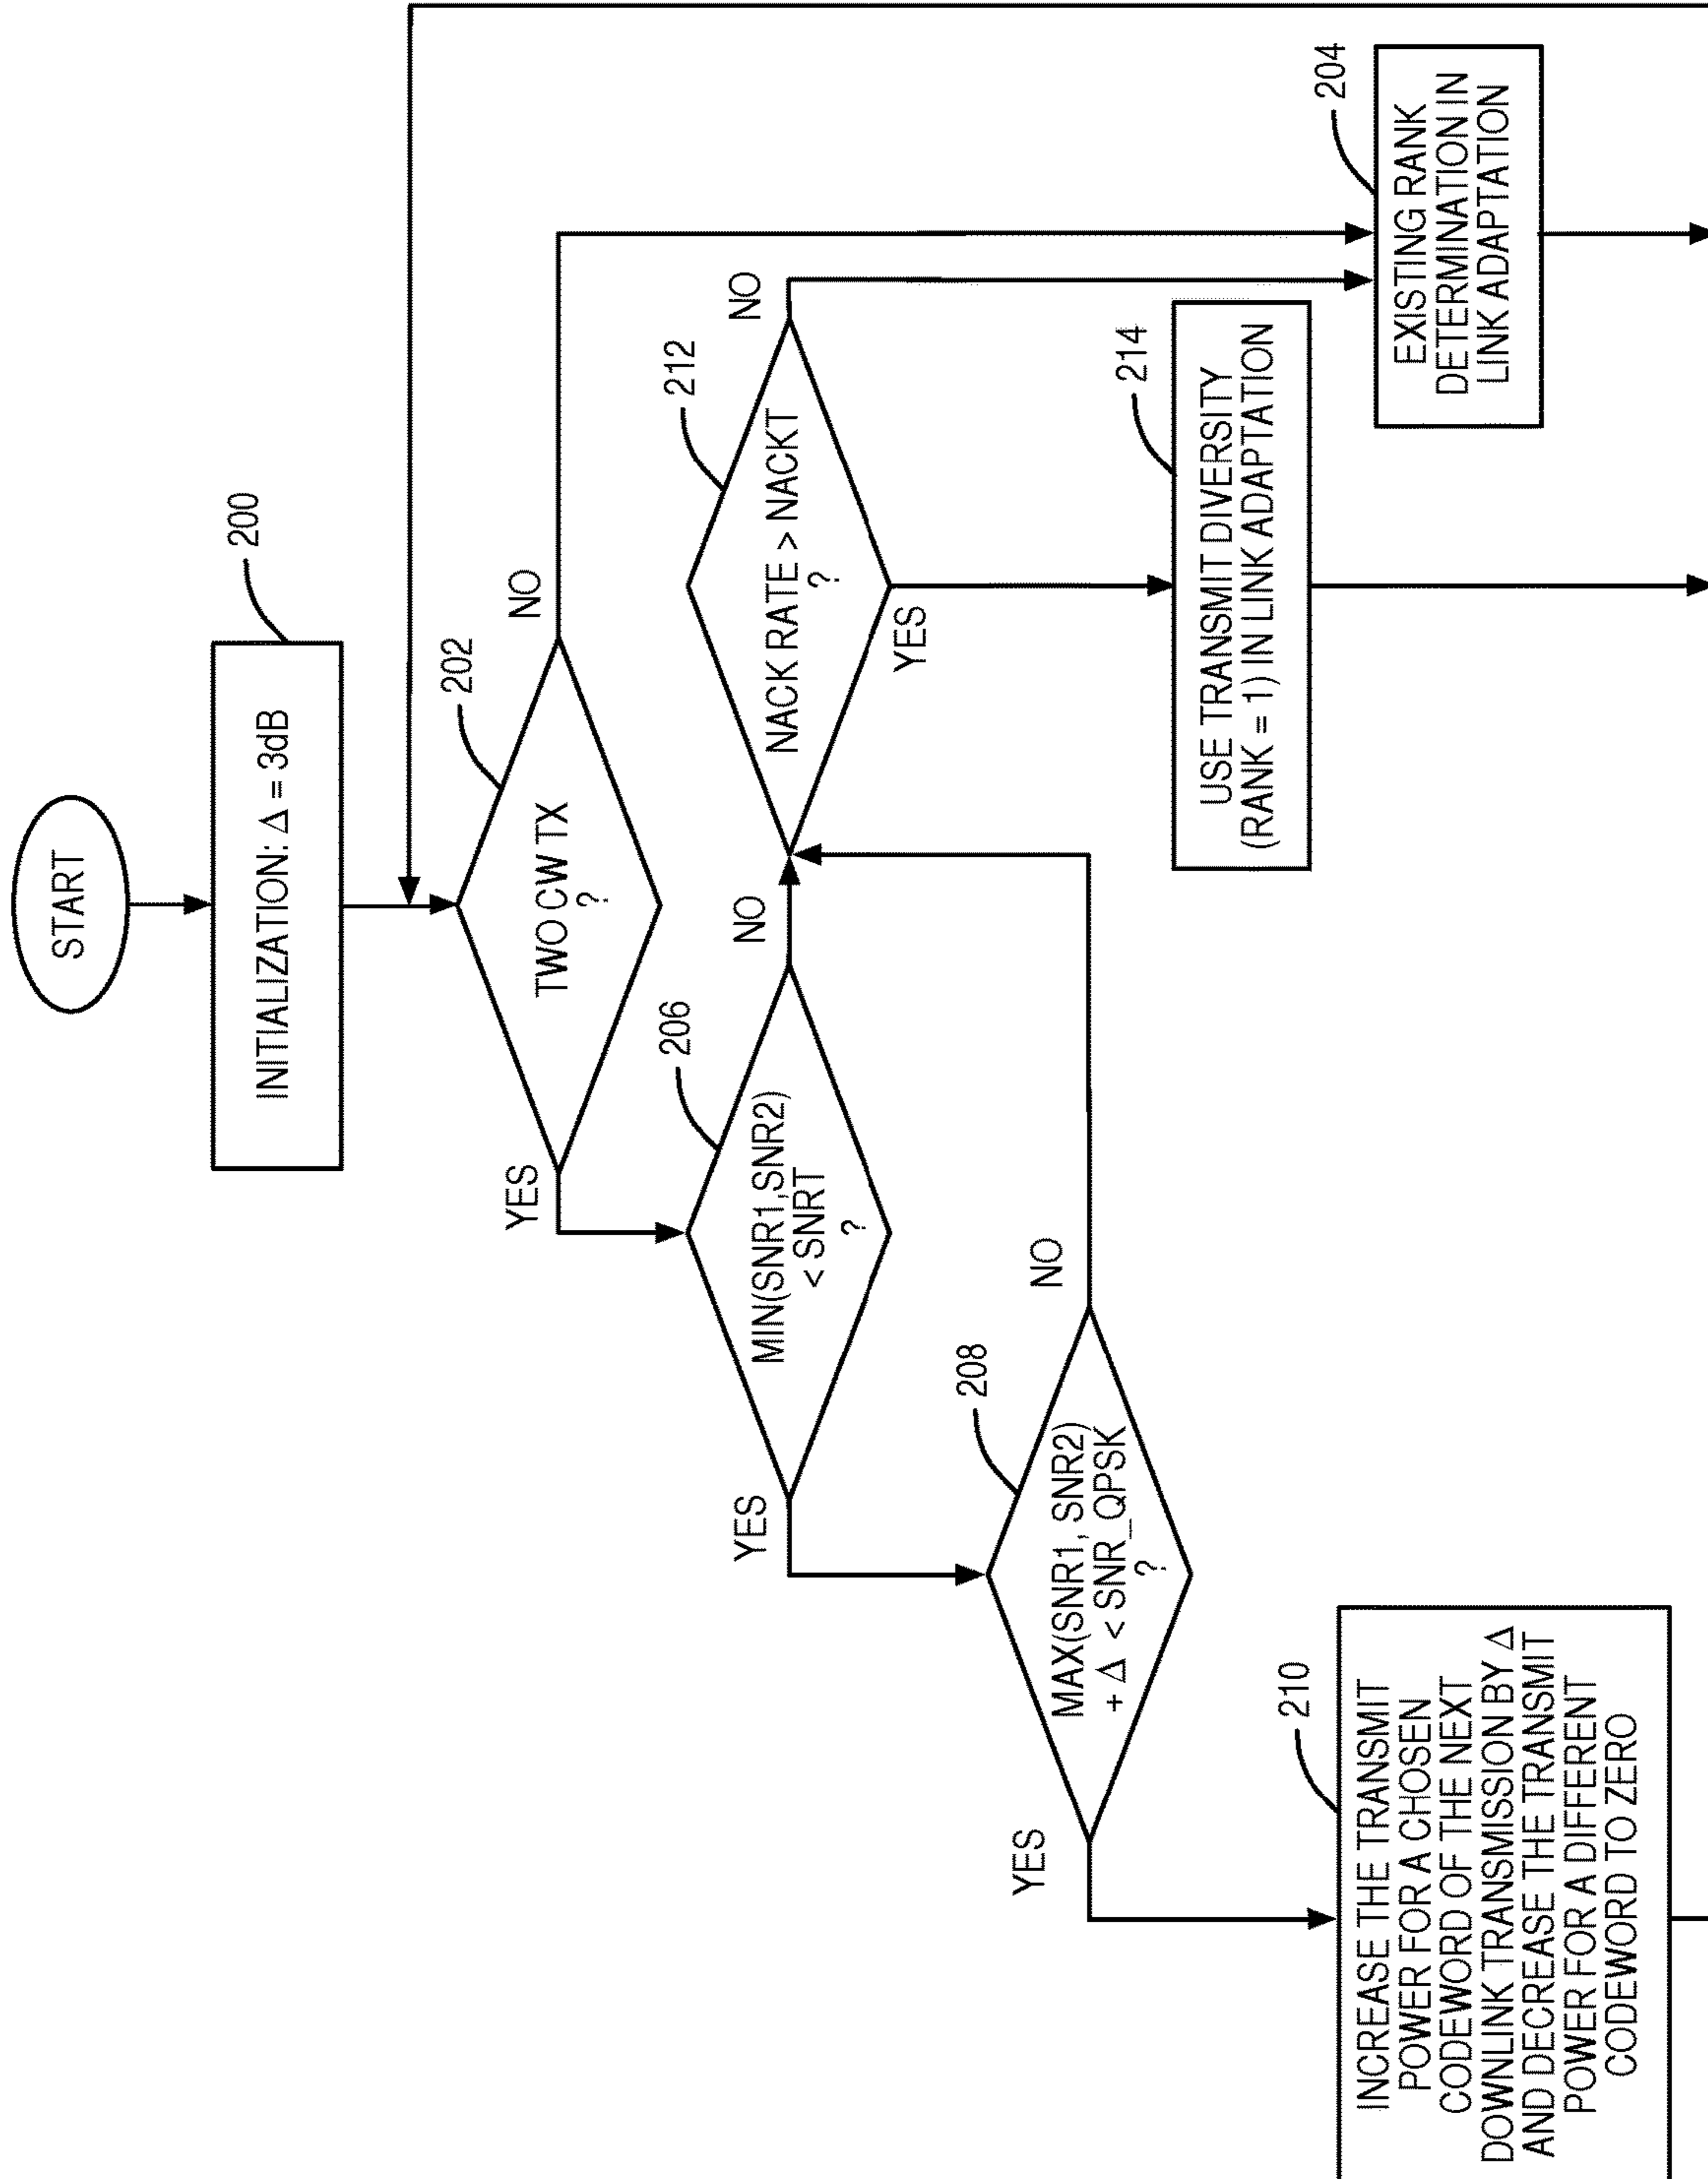 START
INITIALIZATION: Δ = 3dB
200
TWO CW TX
?
202
YES
NO
MIN(SNR1,SNR2)
< SNRT
?
206
YES
NO
NACK RATE > NACKT
?
212
NO
YES
MAX(SNR1, SNR2)
+ Δ < SNR_QPSK
?
208
YES
NO
USE TRANSMIT DIVERSITY
(RANK = 1) IN LINK ADAPTATION
214
EXISTING RANK
DETERMINATION IN
LINK ADAPTATION
204
INCREASE THE TRANSMIT
POWER FOR A CHOSEN
CODEWORD OF THE NEXT
DOWNLINK TRANSMISSION BY Δ
AND DECREASE THE TRANSMIT
POWER FOR A DIFFERENT
CODEWORD TO ZERO
210